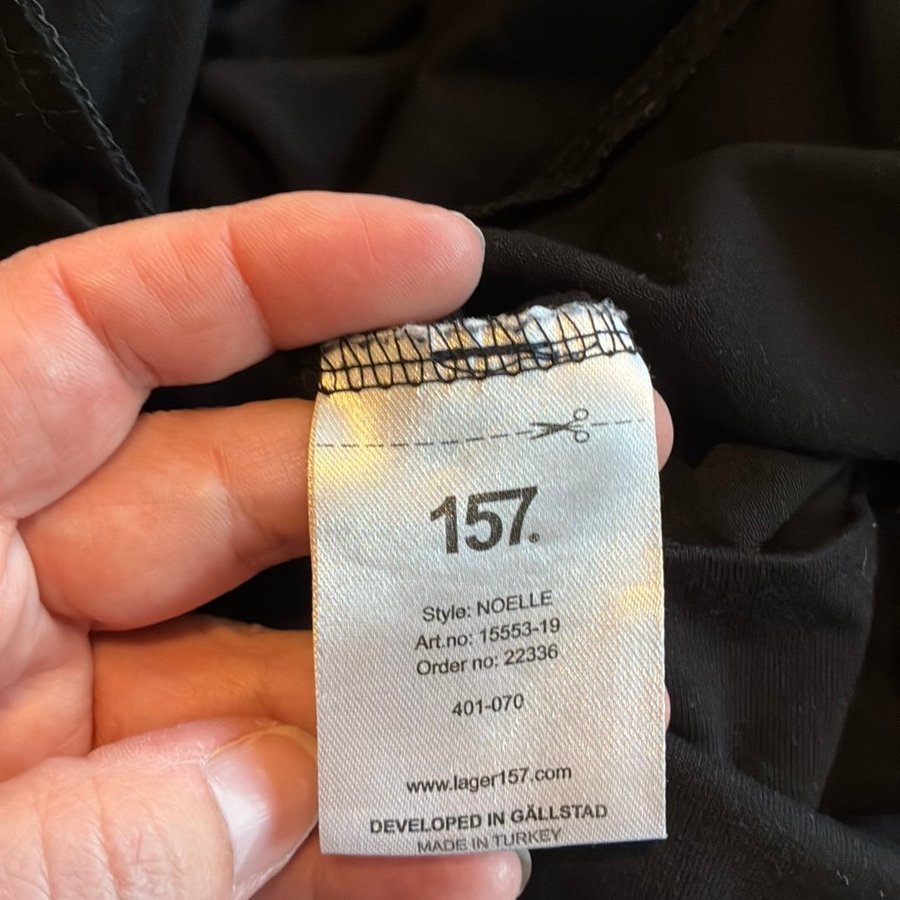 157.
Style: NOELLE
Art.no: 15553-19
Order no: 22336
401-070
www.lager157.com
DEVELOPED IN GÄLLSTAD
MADE IN TURKEY